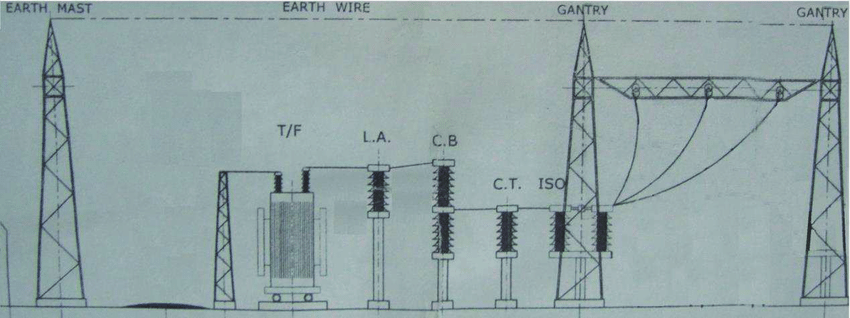 EARTH MAST
EARTH WIRE
GANTRY
GANTRY
T/F
L.A.
C.B
C.T.
ISO